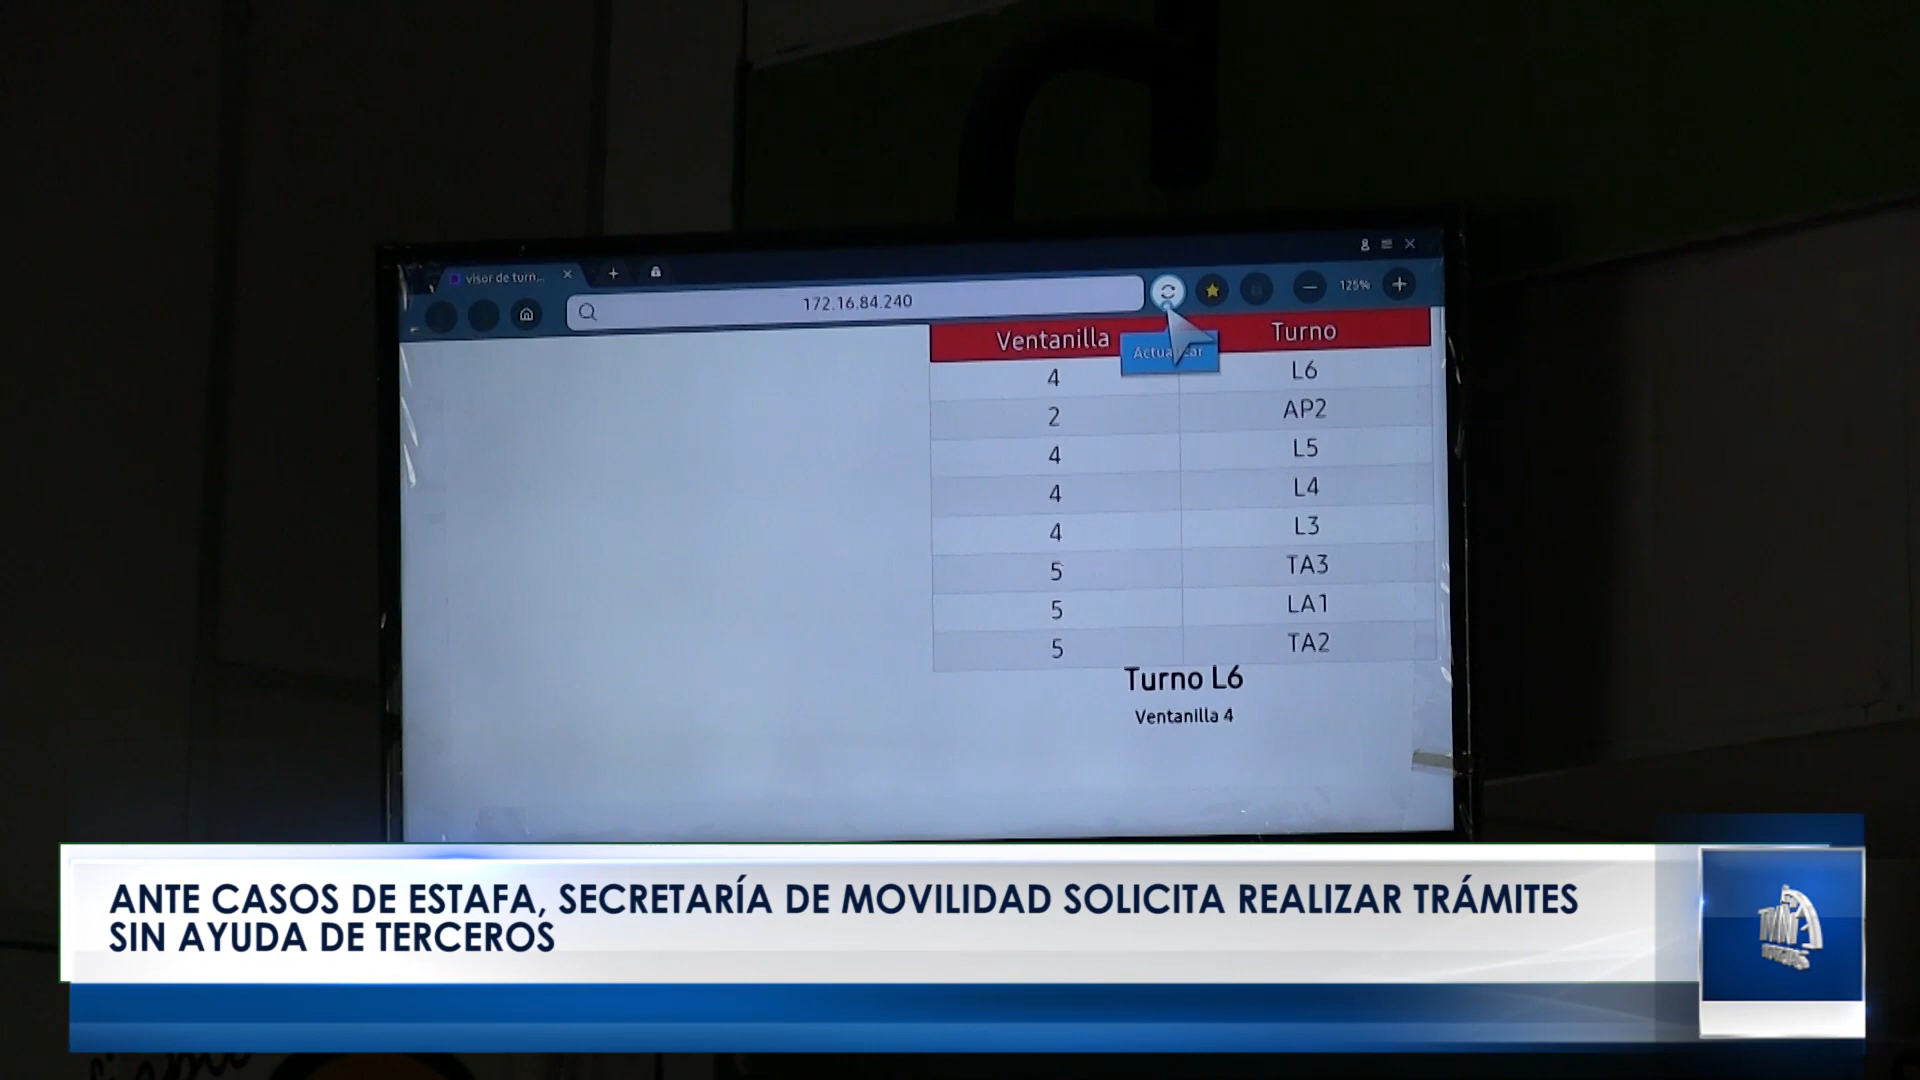 visor de turn...
172.16.84.240
125%
Ventanilla Turno
4 L6
2 AP2
4 L5
4 L4
4 L3
5 TA3
5 LA1
5 TA2
Turno L6
Ventanilla 4
ANTE CASOS DE ESTAFA, SECRETARÍA DE MOVILIDAD SOLICITA REALIZAR TRÁMITES
SIN AYUDA DE TERCEROS
NOTICIAS